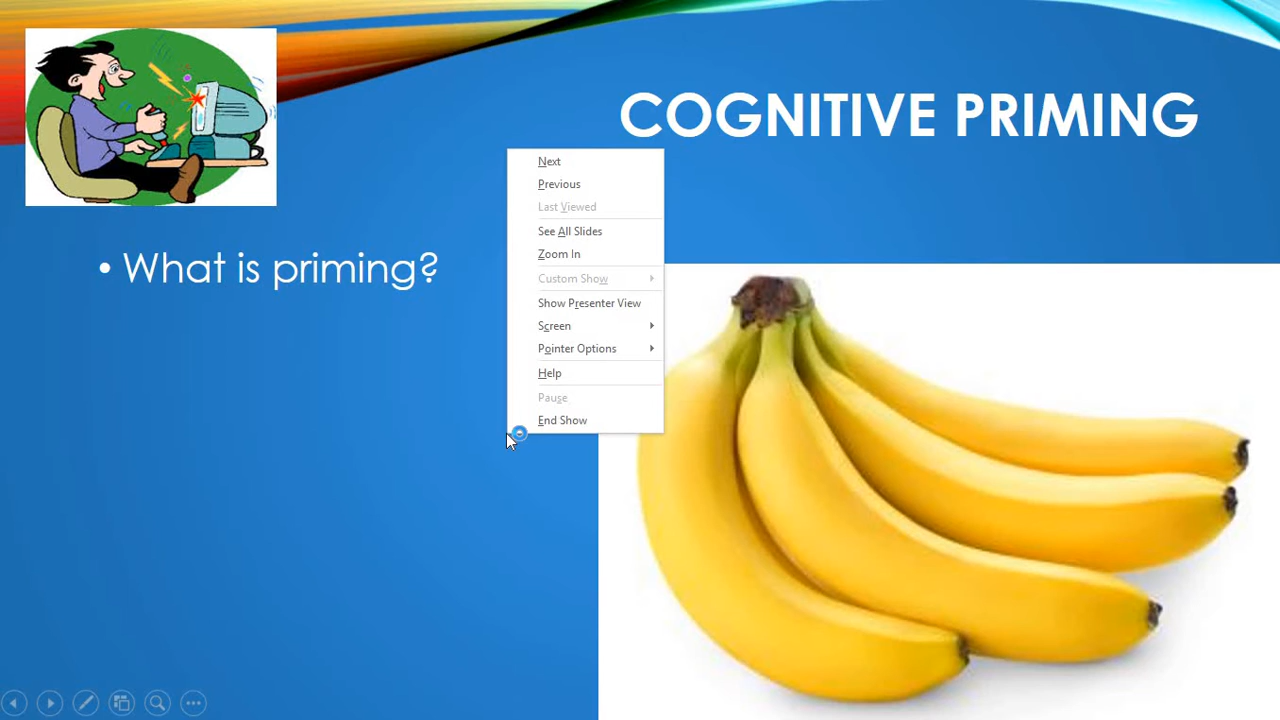 COGNITIVE PRIMING
• What is priming?
Next
Previous
Last Viewed
See All Slides
Zoom In
Custom Show
Show Presenter View
Screen
Pointer Options
Help
Pause
End Show